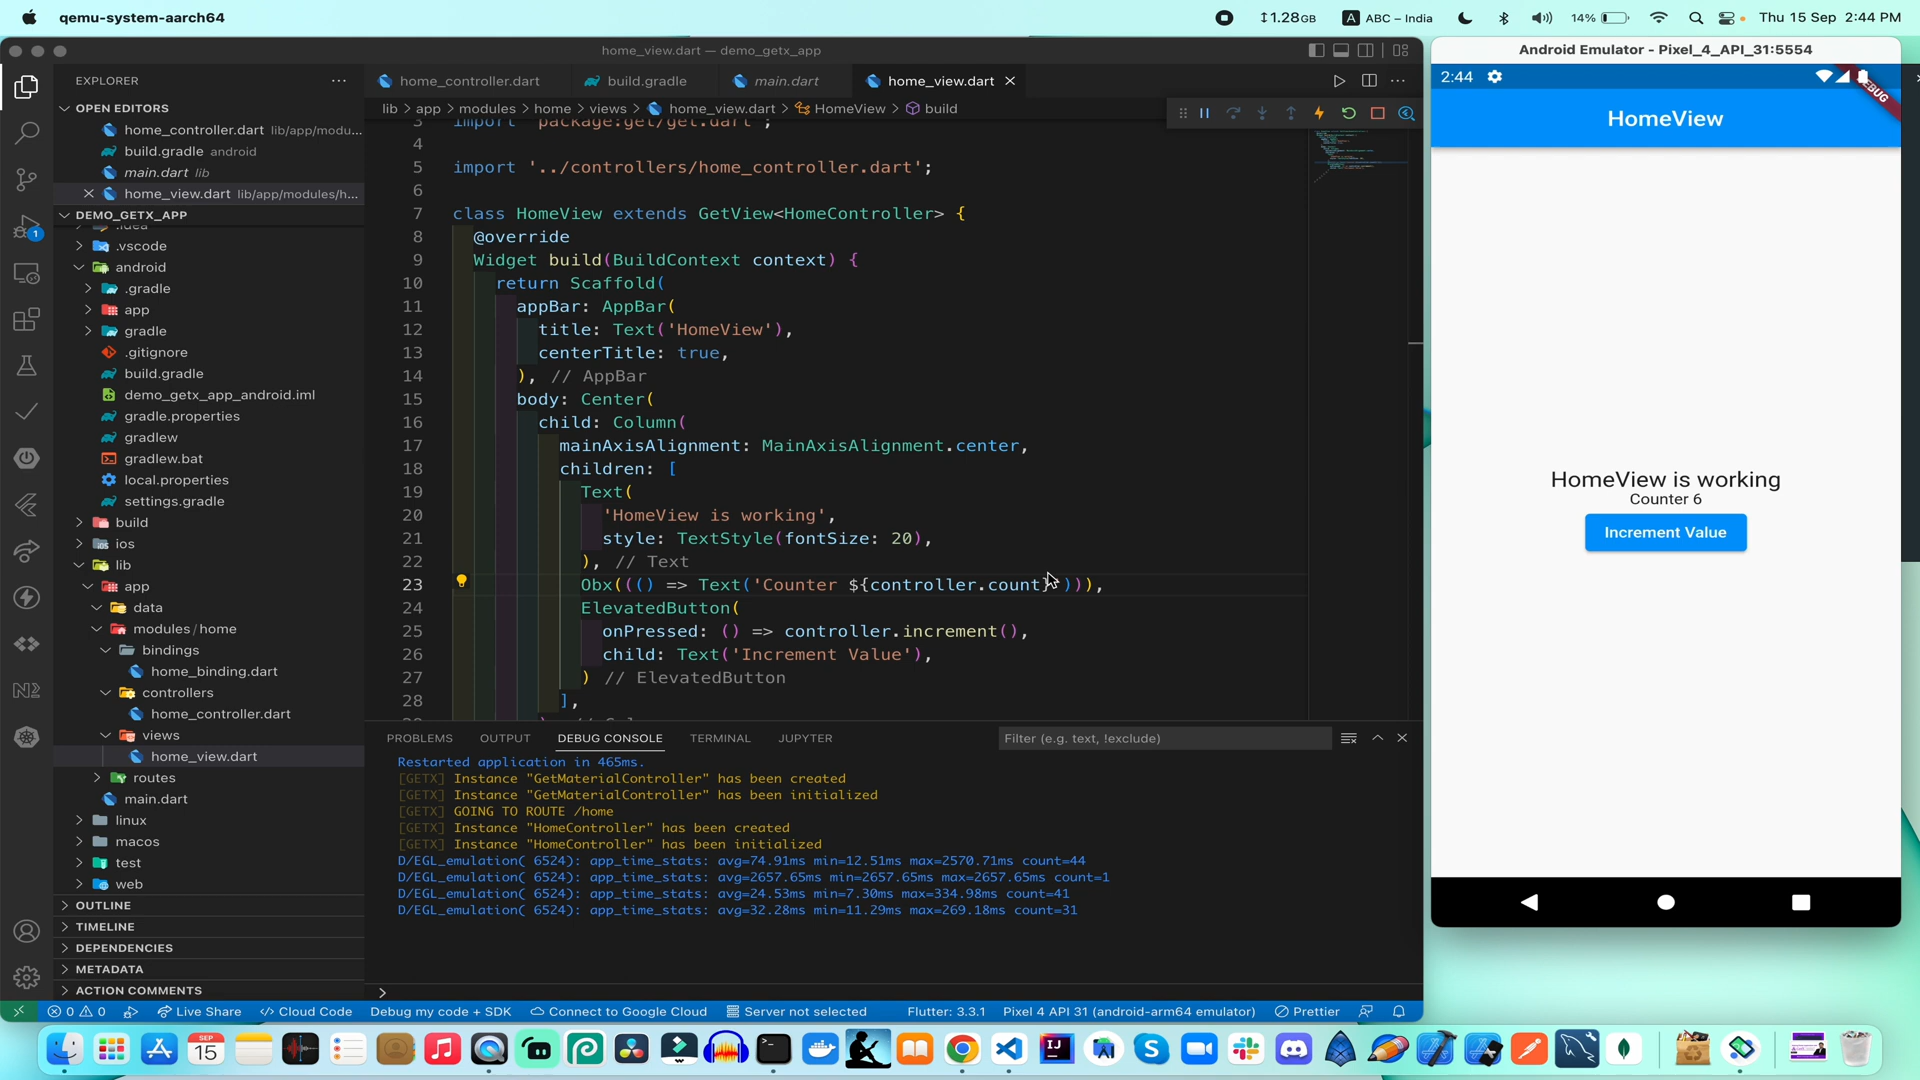 qemu-system-aarch64
1.28GB
A ABC – India
14%
Thu 15 Sep 2:44 PM
home_view.dart — demo_getx_app
EXPLORER
OPEN EDITORS
home_controller.dart lib/app/modu...
build.gradle android
main.dart lib
home_view.dart lib/app/modules/h...
DEMO_GETX_APP
.vscode
android
.gradle
app
gradle
.gitignore
build.gradle
demo_getx_app_android.iml
gradle.properties
gradlew
gradlew.bat
local.properties
settings.gradle
build
ios
lib
app
data
modules/home
bindings
home_binding.dart
controllers
home_controller.dart
views
home_view.dart
routes
main.dart
linux
macos
test
web
OUTLINE
TIMELINE
DEPENDENCIES
METADATA
ACTION COMMENTS
1
home_controller.dart
build.gradle
main.dart
home_view.dart
lib > app > modules > home > views > home_view.dart > HomeView > build
3 import 'package:get/get.dart';
4
5 import '../controllers/home_controller.dart';
6
7 class HomeView extends GetView<HomeController> {
8 @override
9 Widget build(BuildContext context) {
10 return Scaffold(
11 appBar: AppBar(
12 title: Text('HomeView'),
13 centerTitle: true,
14 ), // AppBar
15 body: Center(
16 child: Column(
17 mainAxisAlignment: MainAxisAlignment.center,
18 children: [
19 Text(
20 'HomeView is working',
21 style: TextStyle(fontSize: 20),
22 ), // Text
23 Obx((() => Text('Counter ${controller.count}'))),
24 ElevatedButton(
25 onPressed: () => controller.increment(),
26 child: Text('Increment Value'),
27 ) // ElevatedButton
28 ],
PROBLEMS
OUTPUT
DEBUG CONSOLE
TERMINAL
JUPYTER
Filter (e.g. text, !exclude)
Restarted application in 465ms.
[GETX] Instance "GetMaterialController" has been created
[GETX] Instance "GetMaterialController" has been initialized
[GETX] GOING TO ROUTE /home
[GETX] Instance "HomeController" has been created
[GETX] Instance "HomeController" has been initialized
D/EGL_emulation( 6524): app_time_stats: avg=74.91ms min=12.51ms max=2570.71ms count=44
D/EGL_emulation( 6524): app_time_stats: avg=2657.65ms min=2657.65ms max=2657.65ms count=1
D/EGL_emulation( 6524): app_time_stats: avg=24.53ms min=7.30ms max=334.98ms count=41
D/EGL_emulation( 6524): app_time_stats: avg=32.28ms min=11.29ms max=269.18ms count=31
>
0 0
Live Share
Cloud Code
Debug my code + SDK
Connect to Google Cloud
Server not selected
Flutter: 3.3.1
Pixel 4 API 31 (android-arm64 emulator)
Prettier
Android Emulator - Pixel_4_API_31:5554
2:44
DEBUG
HomeView
HomeView is working
Counter 6
Increment Value
SEP
15